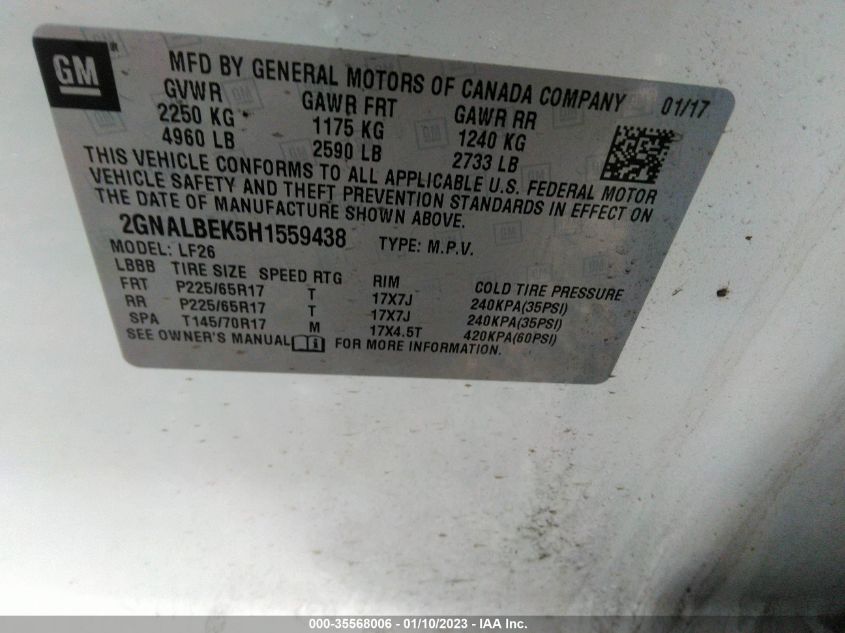 GM
MFD BY GENERAL MOTORS OF CANADA COMPANY 01/17
GVWR GAWR FRT GAWR RR
2250 KG 1175 KG 1240 KG
4960 LB 2590 LB 2733 LB
THIS VEHICLE CONFORMS TO ALL APPLICABLE U.S. FEDERAL MOTOR
VEHICLE SAFETY AND THEFT PREVENTION STANDARDS IN EFFECT ON
THE DATE OF MANUFACTURE SHOWN ABOVE.
2GNALBEK5H1559438 TYPE: M.P.V.
MODEL: LF26
LBBB TIRE SIZE SPEED RTG RIM COLD TIRE PRESSURE
FRT P225/65R17 T 17X7J 240KPA(35PSI)
RR P225/65R17 T 17X7J 240KPA(35PSI)
SPA T145/70R17 M 17X4.5T 420KPA(60PSI)
SEE OWNER'S MANUAL FOR MORE INFORMATION.
000-35568006 — 01/10/2023 — IAA Inc.